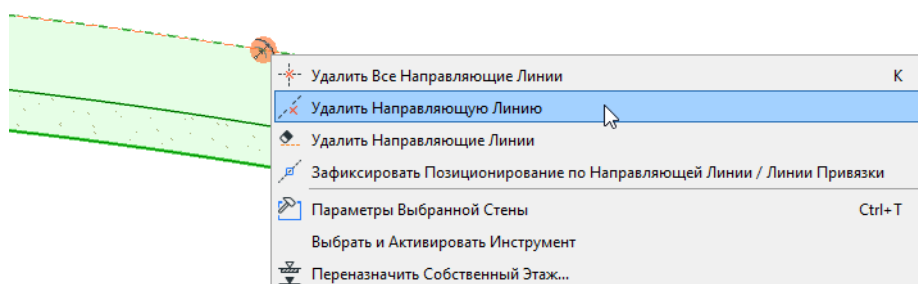 Удалить Все Направляющие Линии K
Удалить Направляющую Линию
Удалить Направляющие Линии
Зафиксировать Позиционирование по Направляющей Линии / Линии Привязки
Параметры Выбранной Стены Ctrl+T
Выбрать и Активировать Инструмент
Переназначить Собственный Этаж...